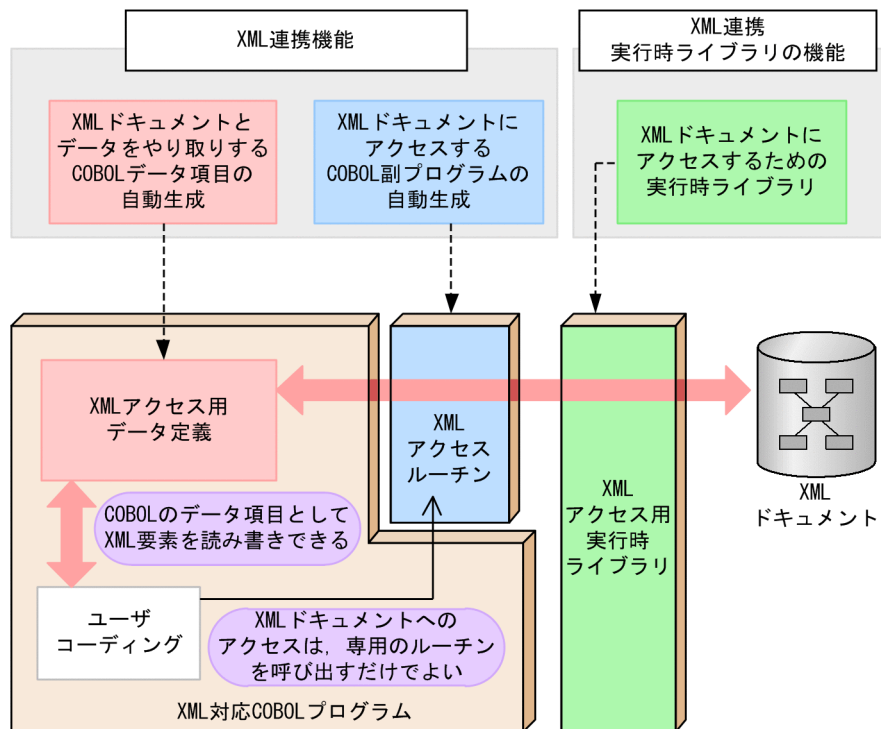 XML連携機能
XML連携
実行時ライブラリの機能
XMLドキュメントと
データをやり取りする
COBOLデータ項目の
自動生成
XMLドキュメントに
アクセスする
COBOL副プログラムの
自動生成
XMLドキュメントに
アクセスするための
実行時ライブラリ
XMLアクセス用
データ定義
XML
アクセス
ルーチン
XML
アクセス用
実行時
ライブラリ
XML
ドキュメント
COBOLのデータ項目として
XML要素を読み書きできる
ユーザ
コーディング
XMLドキュメントへの
アクセスは，専用のルーチン
を呼び出すだけでよい
XML対応COBOLプログラム